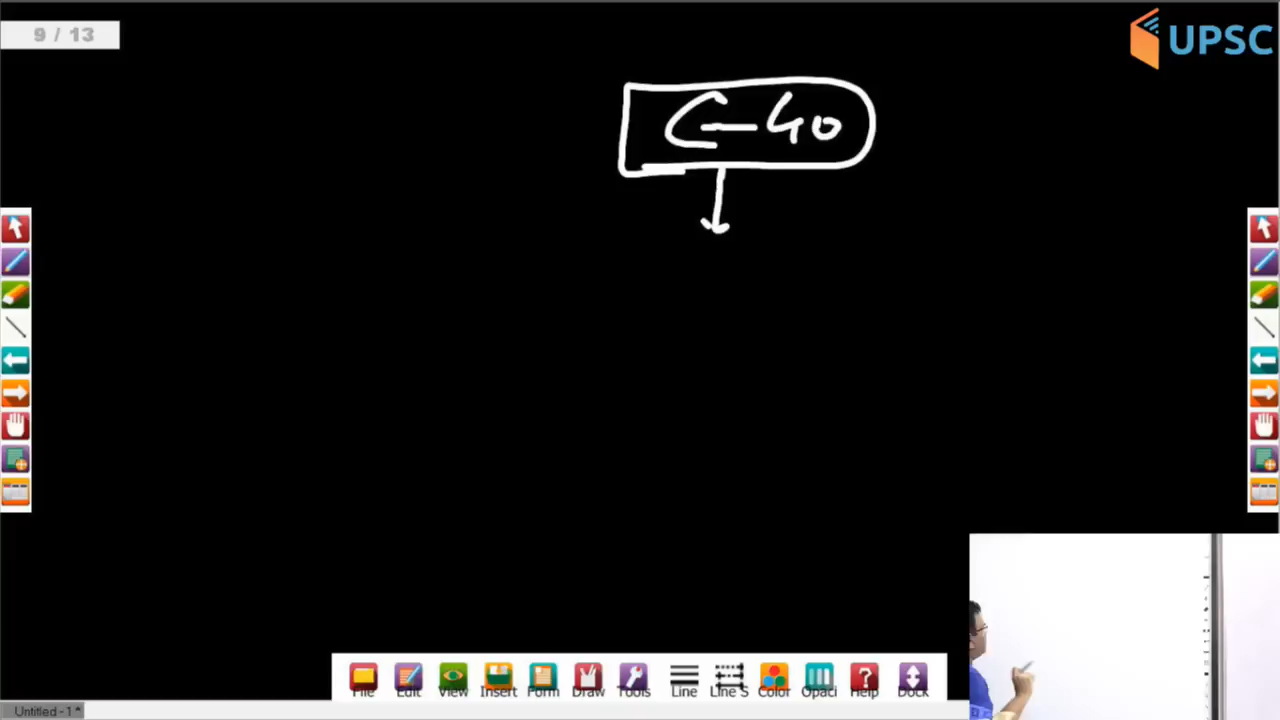 9 / 13
UPSC
C-40
File Edit View Insert Form Draw Tools Line Line S Color Opaci Help Dock
Untitled - 1 *